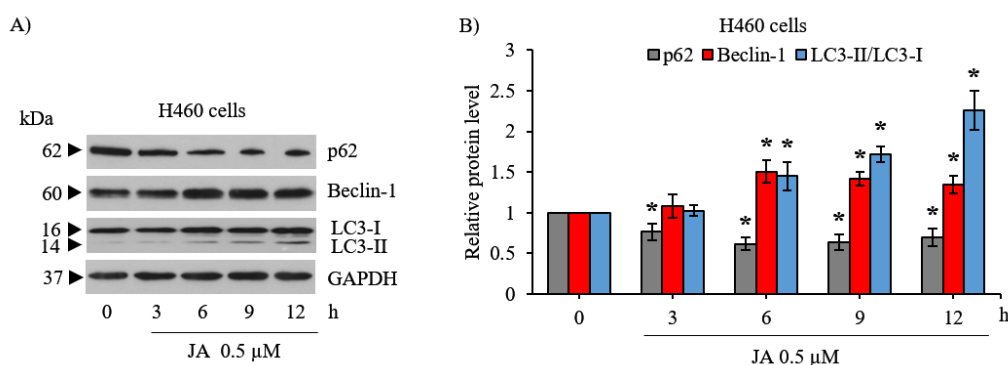 A)
H460 cells
kDa
62 p62
60 Beclin-1
16 LC3-I
14 LC3-II
37 GAPDH
0 3 6 9 12 h
JA 0.5 µM
B)
H460 cells
p62 Beclin-1 LC3-II/LC3-I
Relative protein level
3
2.5
2
1.5
1
0.5
0
* * * * * * * * * *
0 3 6 9 12 h
JA 0.5 µM